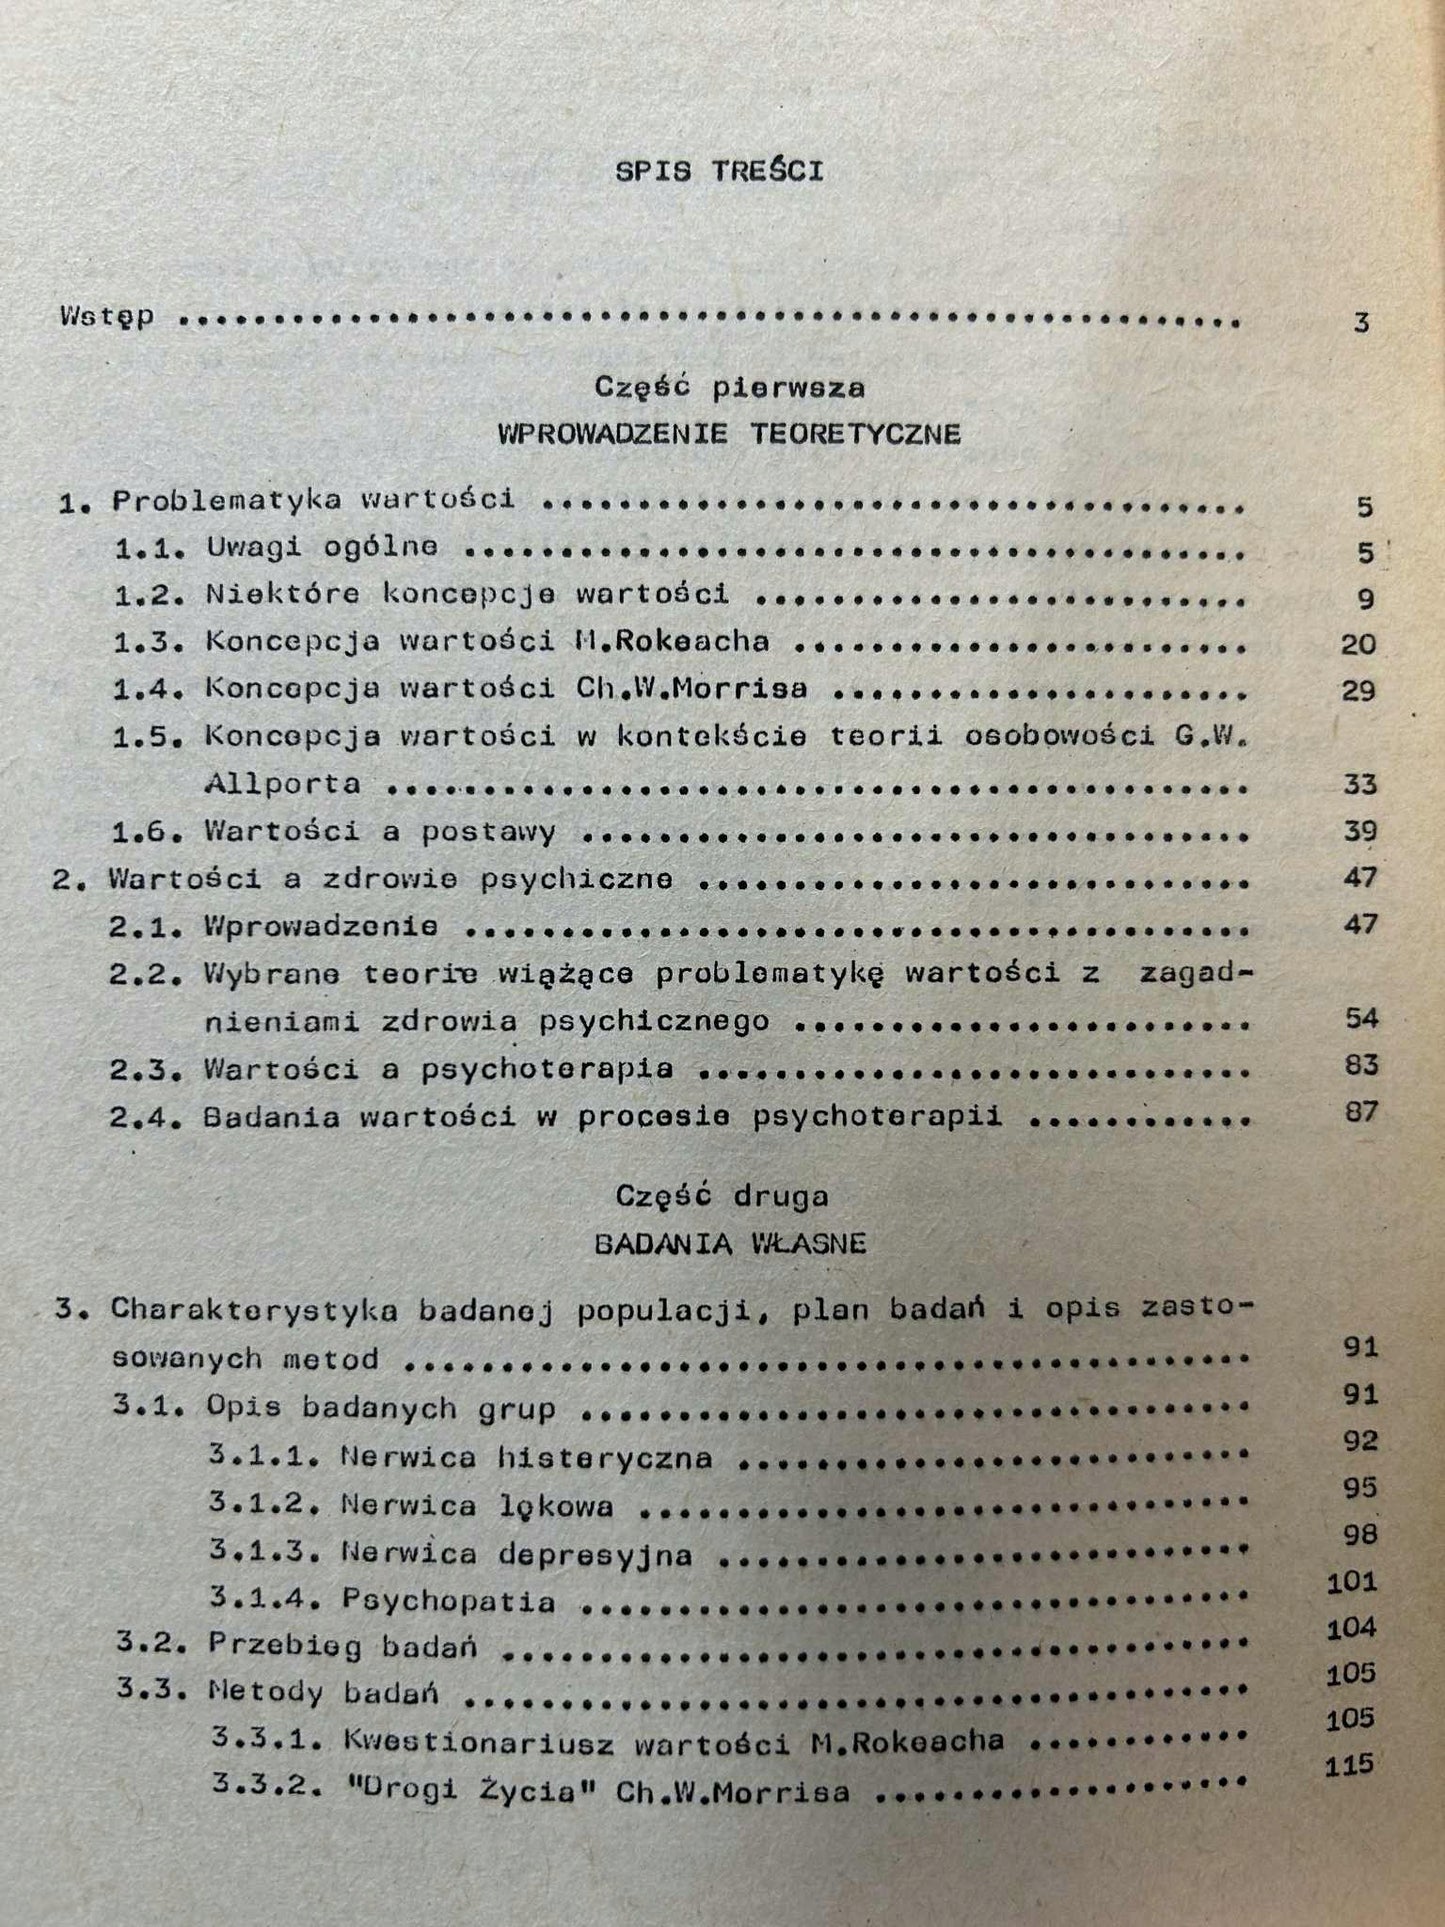 SPIS TREŚCI
Wstęp ...................................................... 3
Część pierwsza
WPROWADZENIE TEORETYCZNE
1. Problematyka wartości .................................... 5
1.1. Uwagi ogólne ........................................ 5
1.2. Niektóre koncepcje wartości ......................... 9
1.3. Koncepcja wartości M.Rokeacha ....................... 20
1.4. Koncepcja wartości Ch.W.Morrisa ..................... 29
1.5. Koncepcja wartości w kontekście teorii osobowości G.W.
Allporta ............................................ 33
1.6. Wartości a postawy .................................. 39
2. Wartości a zdrowie psychiczne ............................ 47
2.1. Wprowadzenie ........................................ 47
2.2. Wybrane teorie wiążące problematykę wartości z zagad-
nieniami zdrowia psychicznego ....................... 54
2.3. Wartości a psychoterapia ............................ 83
2.4. Badania wartości w procesie psychoterapii ............ 87
Część druga
BADANIA WŁASNE
3. Charakterystyka badanej populacji, plan badań i opis zasto-
sowanych metod ........................................... 91
3.1. Opis badanych grup .................................. 91
3.1.1. Nerwica histeryczna .......................... 92
3.1.2. Nerwica lękowa ............................... 95
3.1.3. Nerwica depresyjna ........................... 98
3.1.4. Psychopatia .................................. 101
3.2. Przebieg badań ...................................... 104
3.3. Metody badań ........................................ 105
3.3.1. Kwestionariusz wartości M.Rokeacha ............ 105
3.3.2. "Drogi Życia" Ch.W.Morrisa ................... 115